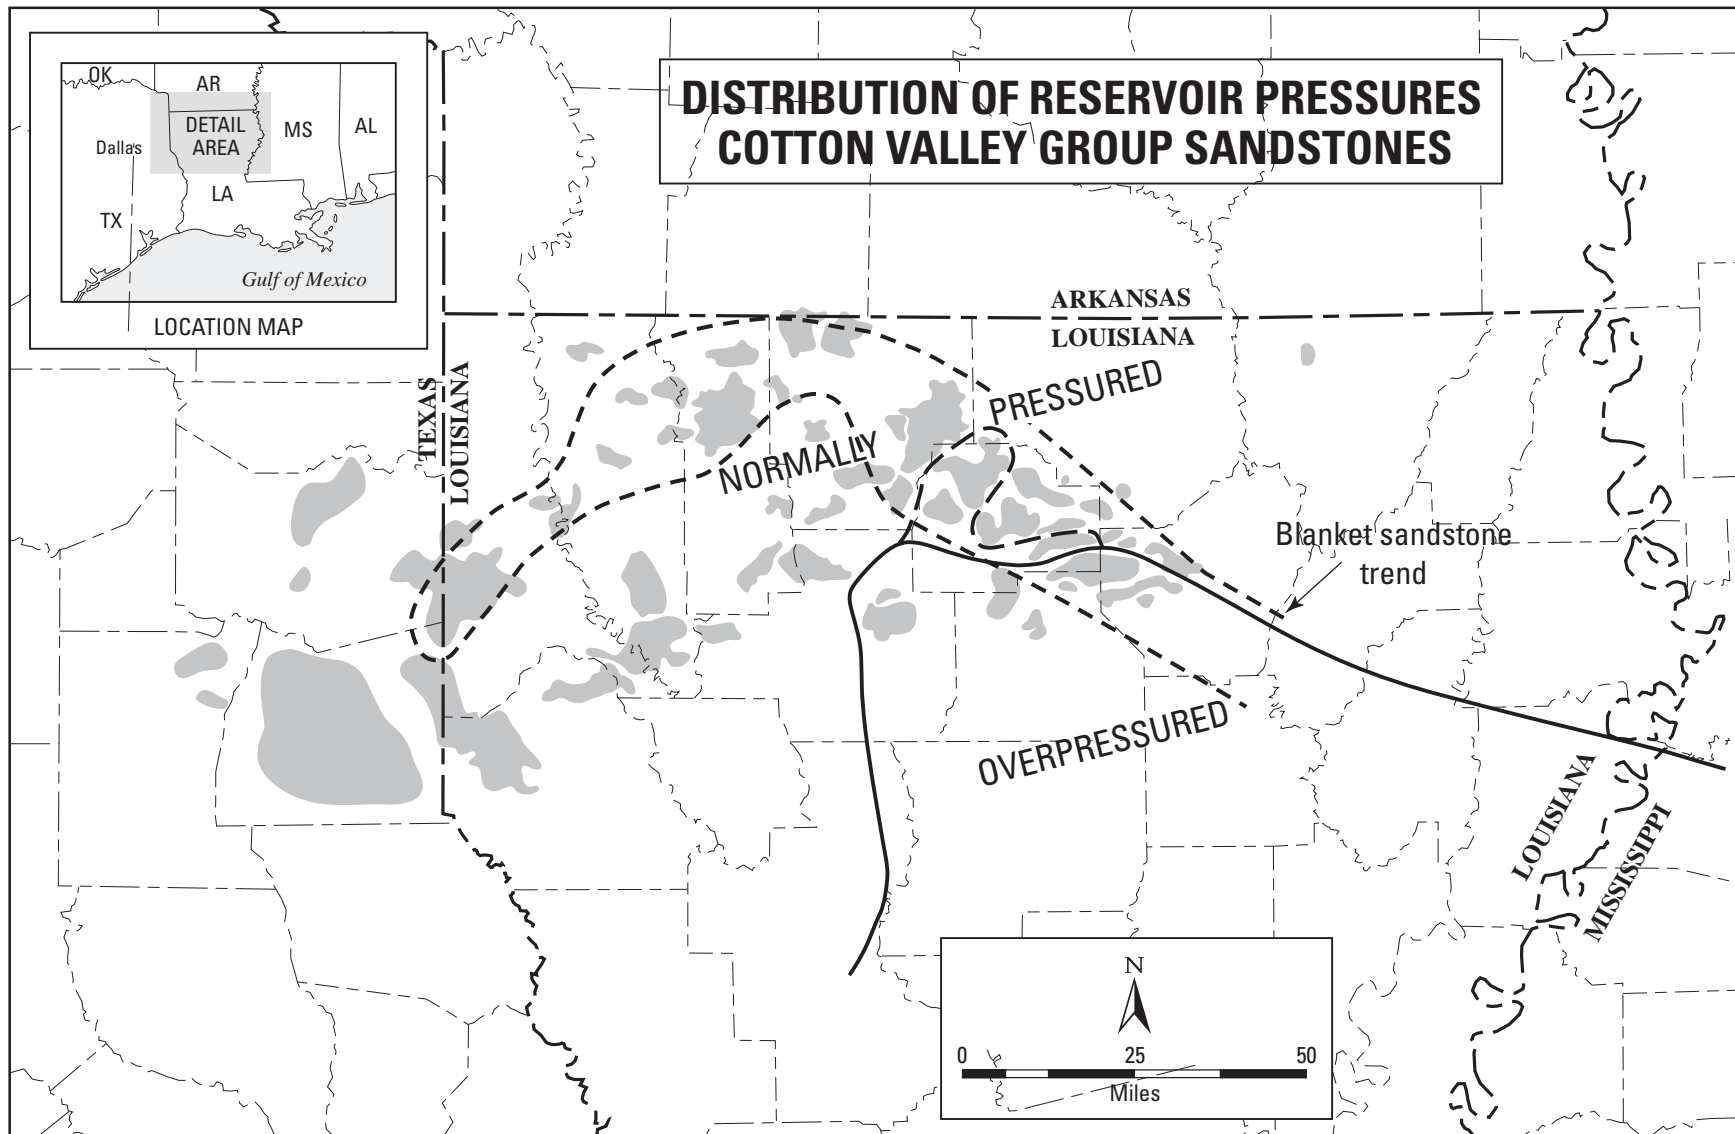 DISTRIBUTION OF RESERVOIR PRESSURES
COTTON VALLEY GROUP SANDSTONES
OK
AR
DETAIL
AREA
MS
AL
Dallas
LA
TX
Gulf of Mexico
LOCATION MAP
ARKANSAS
LOUISIANA
TEXAS
LOUISIANA
NORMALLY
PRESSURED
Blanket sandstone
trend
OVERPRESSURED
LOUISIANA
MISSISSIPPI
N
0 25 50
Miles